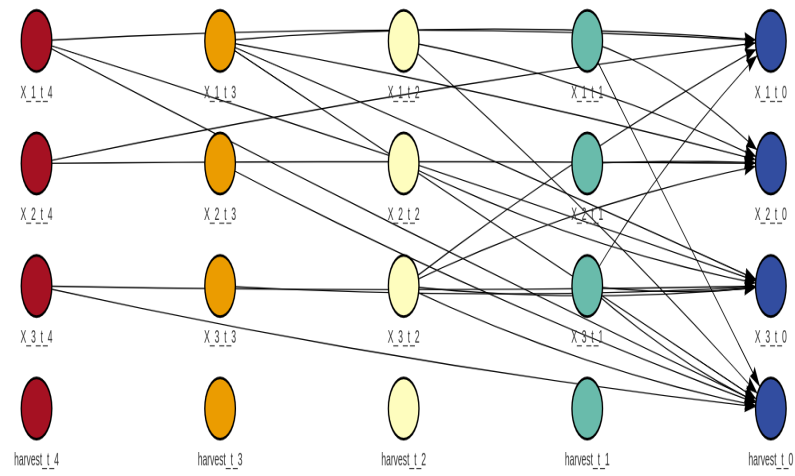 X_1_t_4 X_1_t_3 X_1_t_2 X_1_t_1 X_1_t_0
X_2_t_4 X_2_t_3 X_2_t_2 X_2_t_1 X_2_t_0
X_3_t_4 X_3_t_3 X_3_t_2 X_3_t_1 X_3_t_0
harvest_t_4 harvest_t_3 harvest_t_2 harvest_t_1 harvest_t_0